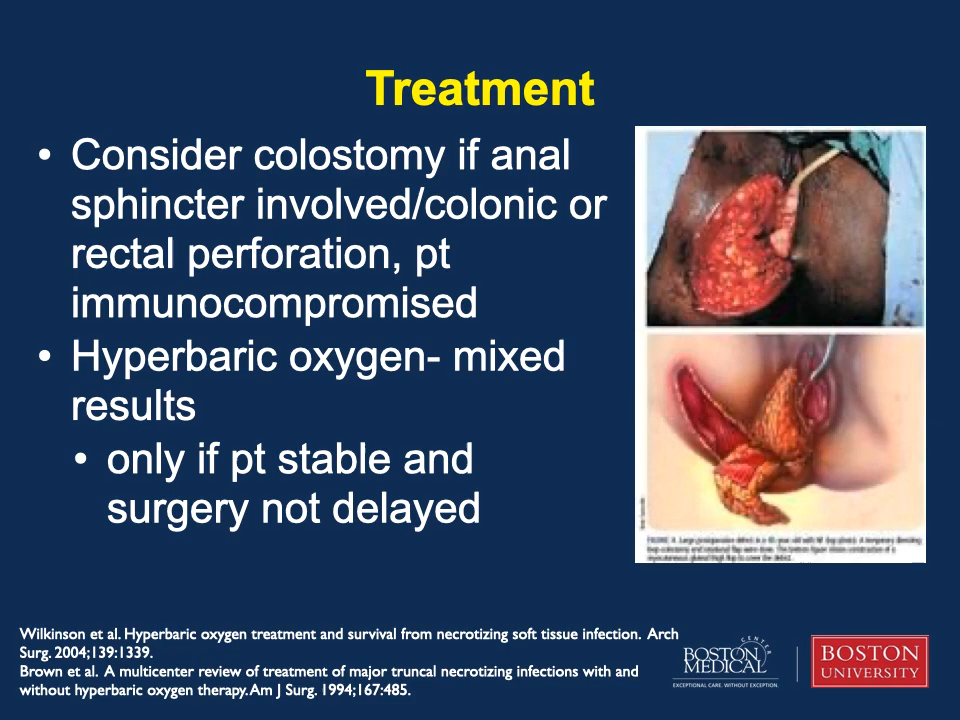 Treatment
• Consider colostomy if anal
sphincter involved/colonic or
rectal perforation, pt
immunocompromised
• Hyperbaric oxygen- mixed
results
• only if pt stable and
surgery not delayed
Wilkinson et al. Hyperbaric oxygen treatment and survival from necrotizing soft tissue infection. Arch
Surg. 2004;139:1339.
Brown et al. A multicenter review of treatment of major truncal necrotizing infections with and
without hyperbaric oxygen therapy. Am J Surg. 1994;167:485.
BOSTON
MEDICAL
CENTER
EXCEPTIONAL CARE. WITHOUT EXCEPTION.
BOSTON
UNIVERSITY